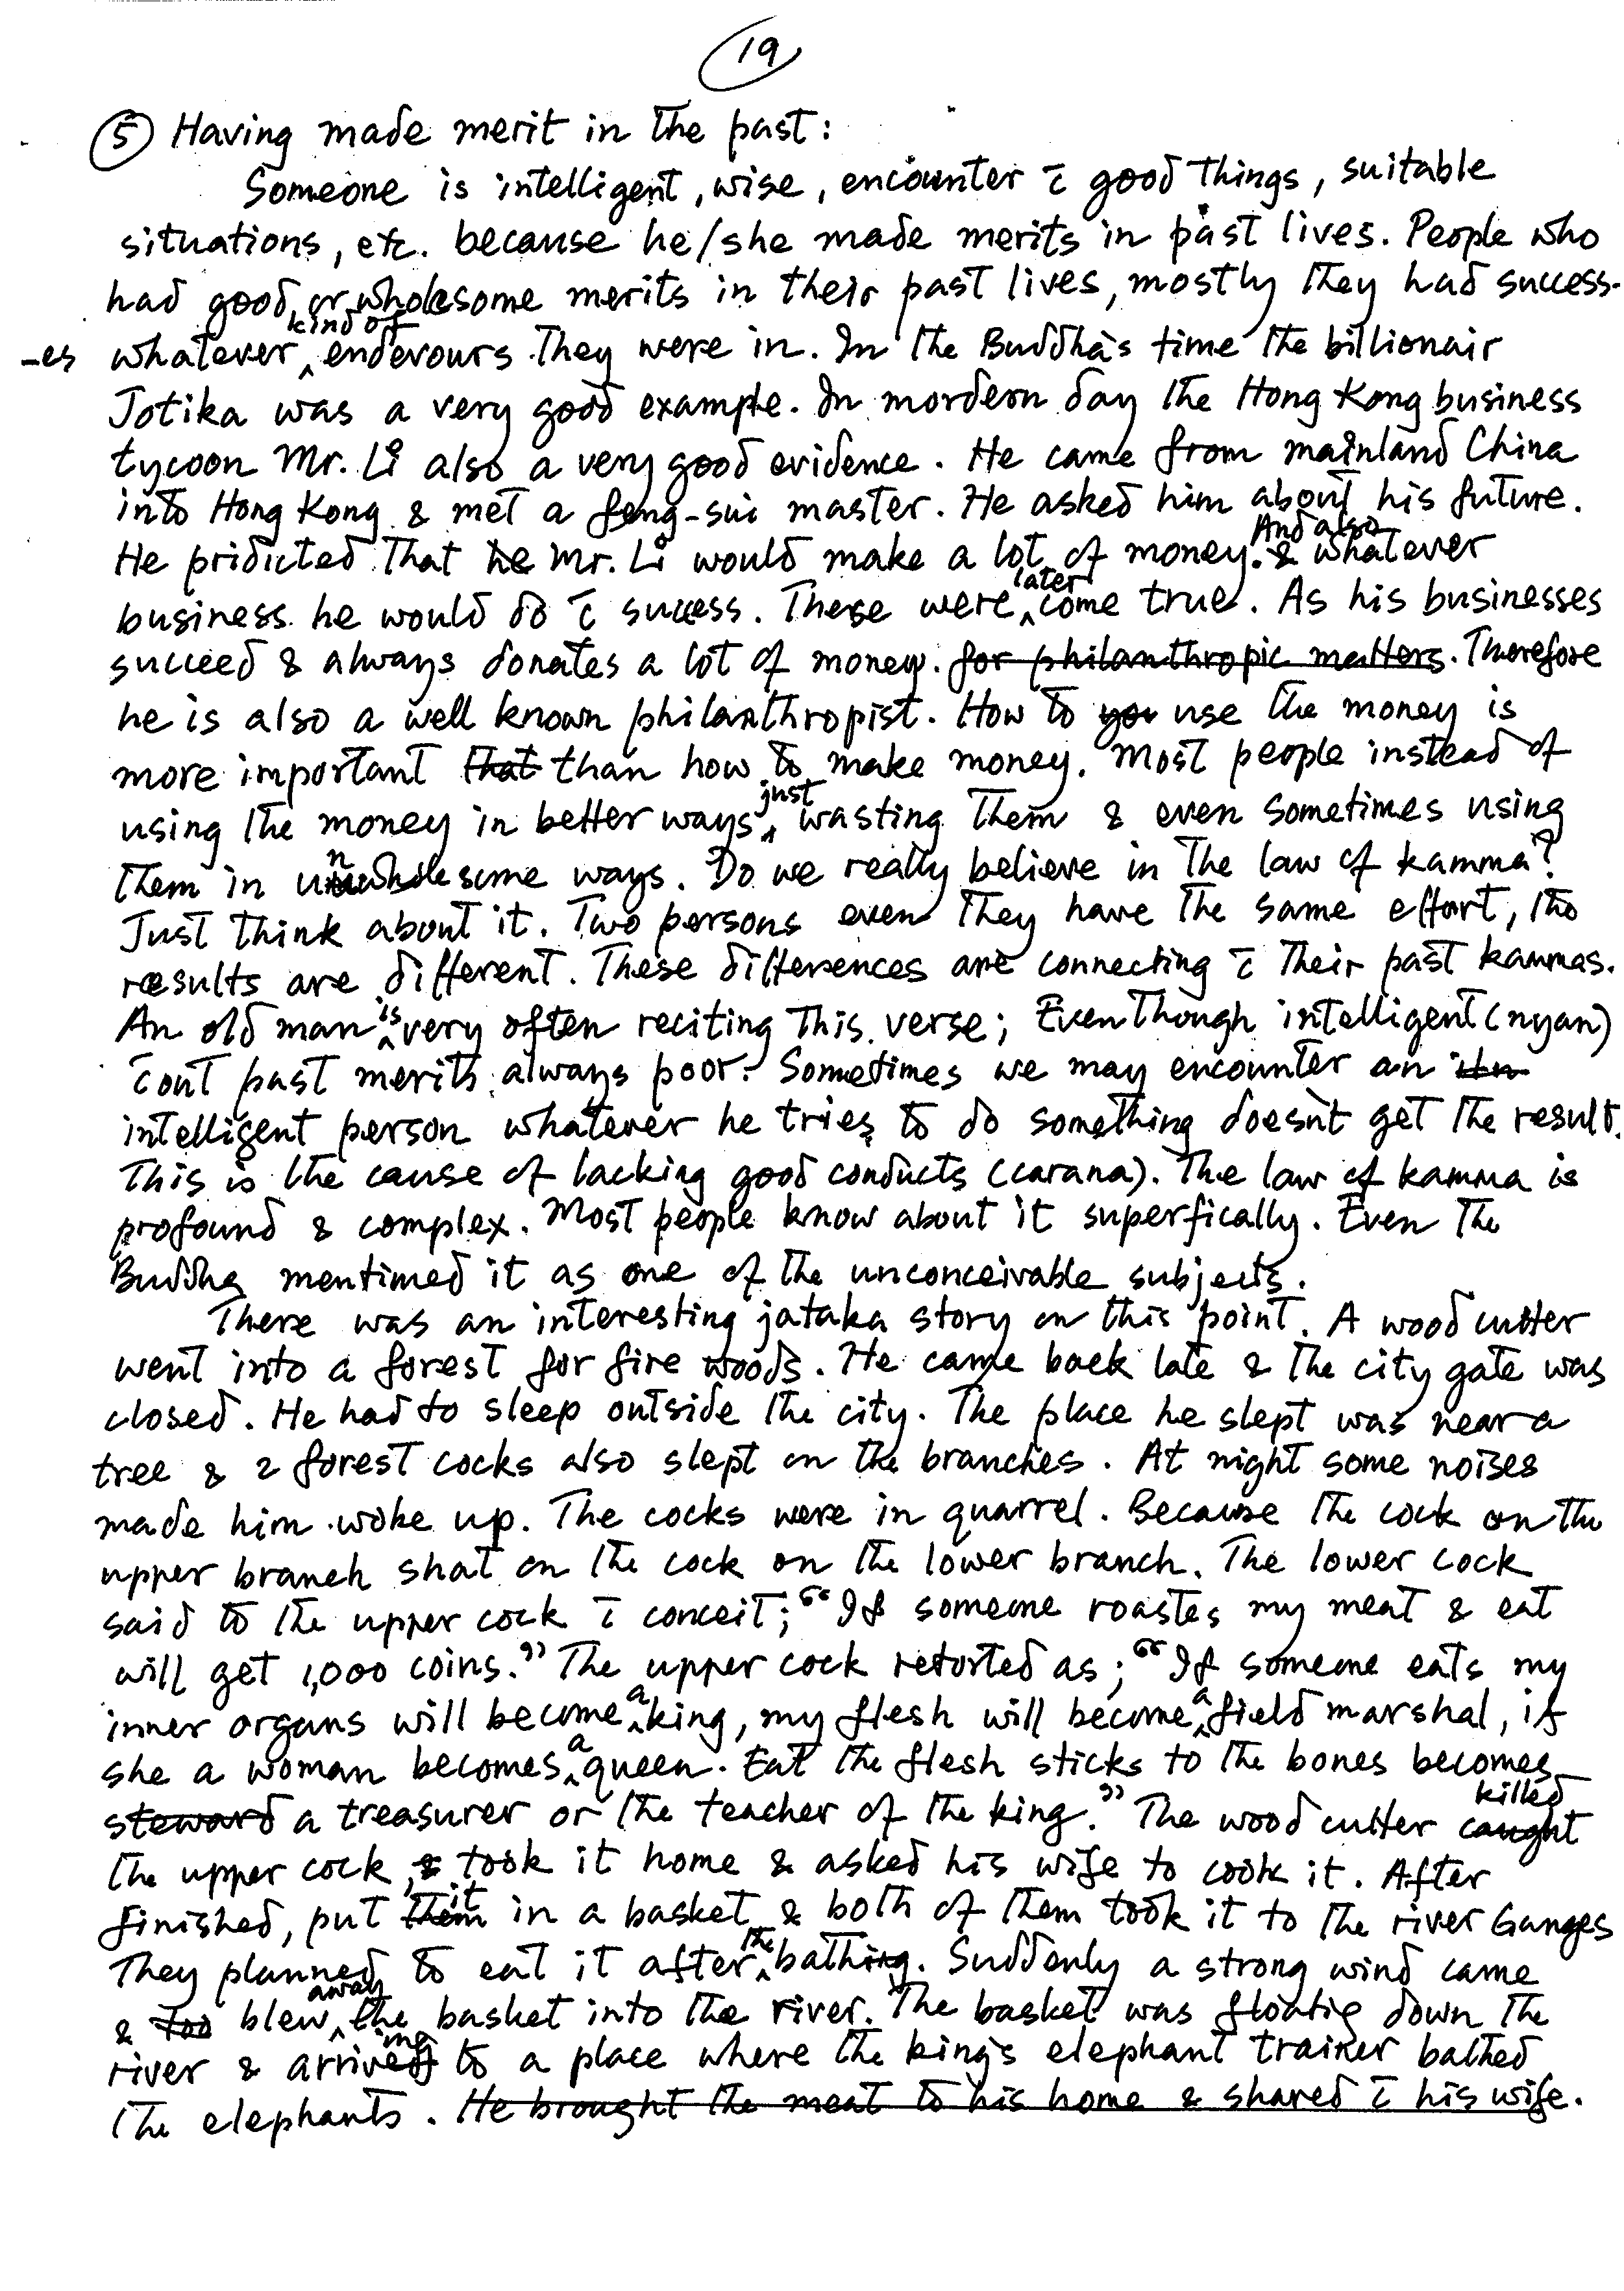 19
⑤ Having made merit in the past:
Someone is intelligent, wise, encounter c̄ good things, suitable
situations, etc. because he/she made merits in past lives. People who
had good or wholesome merits in their past lives, mostly they had success-
-es whatever kind of endevours they were in. In the Buddha's time the billionair
Jotika was a very good example. In mordern day the Hong Kong business
tycoon Mr. Li also a very good evidence. He came from mainland China
into Hong Kong & met a feng-sui master. He asked him about his future.
He pridicted that he Mr. Li would make a lot of money. & And also whatever
business he would do c̄ success. These were later come true. As his businesses
succeed & always donates a lot of money. for philanthropic matters. Therefore
he is also a well known philanthropist. How to you use the money is
more important that than how to make money. Most people instead of
using the money in better ways, just wasting them & even sometimes using
them in unwholesome ways. Do we really believe in the law of kamma?
Just think about it. Two persons even they have the same effort, the
results are different. These differences are connecting c̄ their past kammas.
An old man is very often reciting this verse; Even though intelligent (nyan)
c̄out past merits always poor. Sometimes we may encounter an
intelligent person whatever he tries to do something doesn't get the result.
This is the cause of lacking good conducts (carana). The law of kamma is
profound & complex. Most people know about it superfically. Even the
Buddha mentimed it as one of the unconceivable subjects.
There was an interesting jataka story on this point. A wood cutter
went into a forest for fire woods. He came back late & the city gate was
closed. He had to sleep outside the city. The place he slept was near a
tree & 2 forest cocks also slept on the branches. At night some noises
made him woke up. The cocks were in quarrel. Because the cock on the
upper branch shat on the cock on the lower branch. The lower cock
said to the upper cock c̄ conceit; "If someone roastes my meat & eat
will get 1,000 coins." The upper cock retorted as; "If someone eats my
inner organs will become a king, my flesh will become a field marshal, if
she a woman becomes a queen. Eat the flesh sticks to the bones becomes
steward a treasurer or the teacher of the king." The wood cutter caught killed
the upper cock, & took it home & asked his wife to cook it. After
finished, put them it in a basket & both of them took it to the river Ganges
They planned to eat it after the bathing. Suddenly a strong wind came
& too blew away the basket into the river. The basket was floatig down the
river & arriving to a place where the king's elephant trainer bathed
the elephants. He brought the meat to his home & shared c̄ his wife.